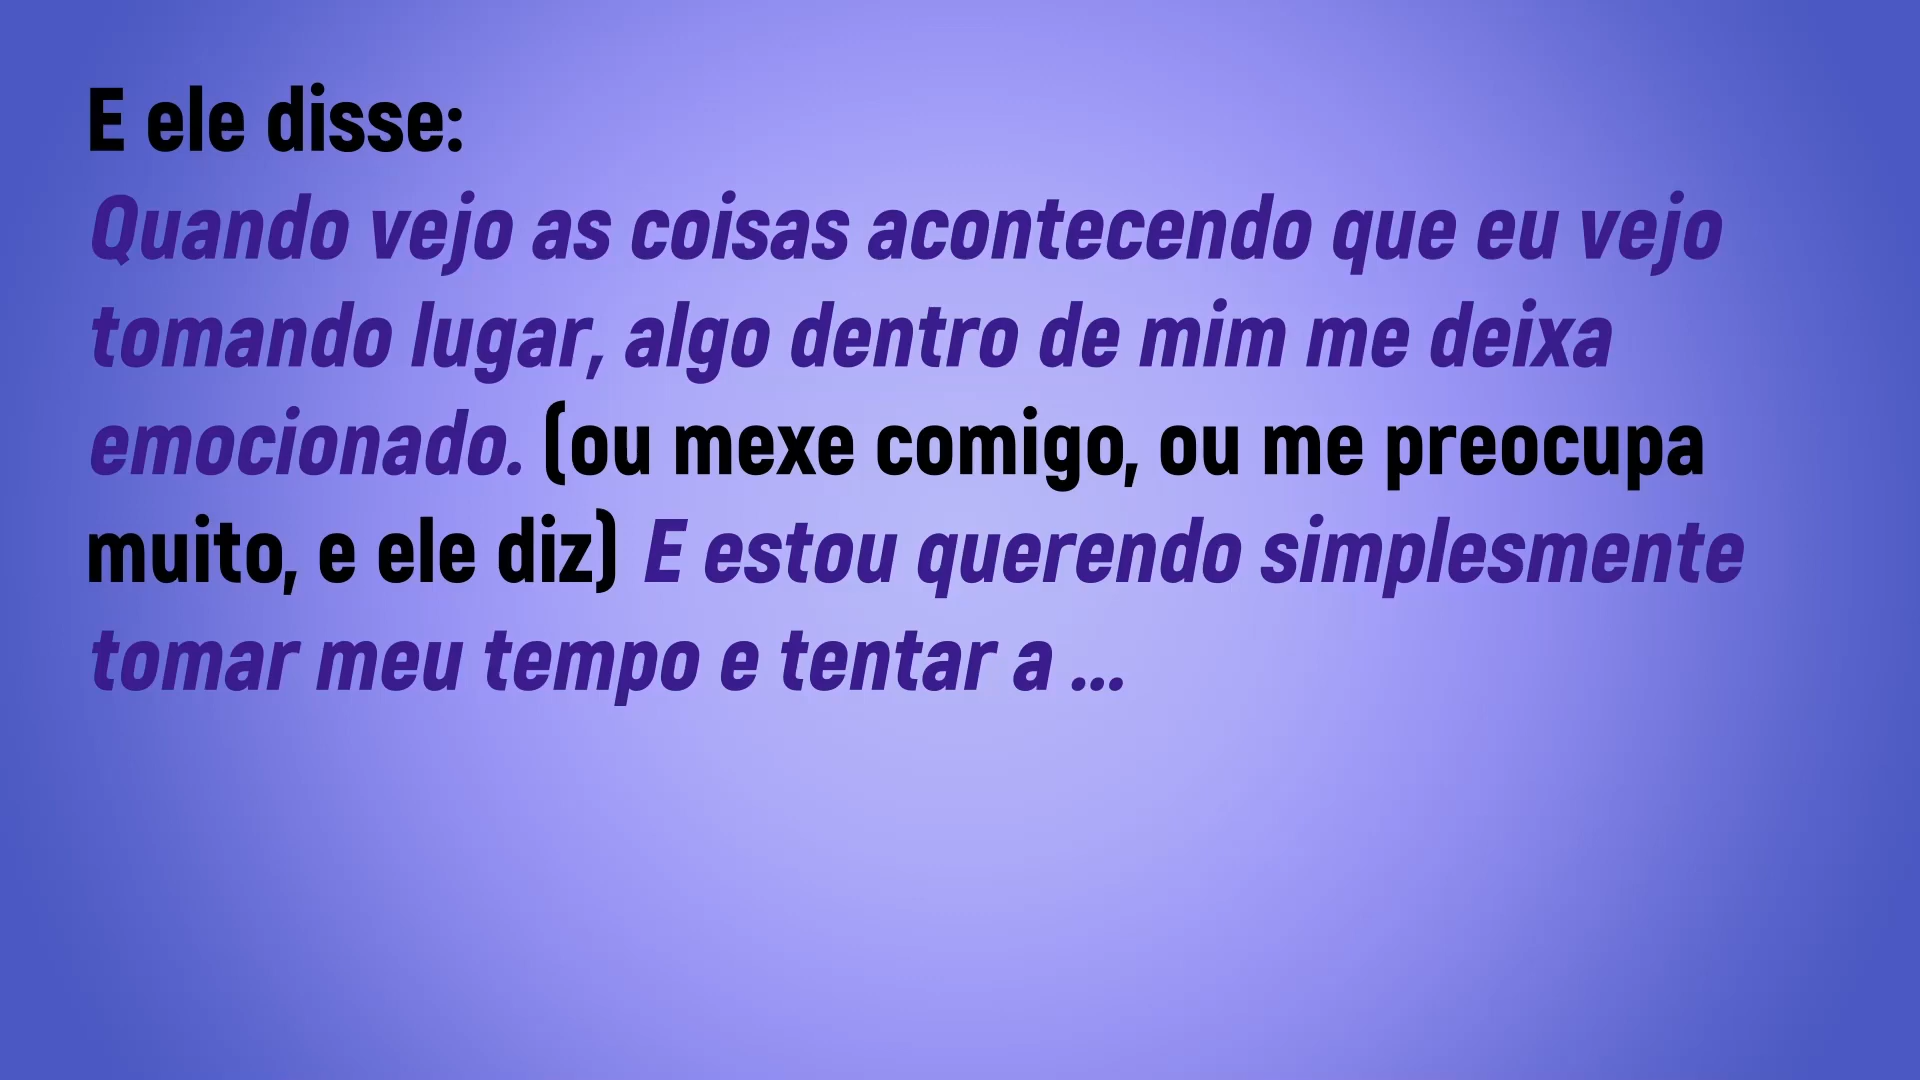 E ele disse:
Quando vejo as coisas acontecendo que eu vejo
tomando lugar, algo dentro de mim me deixa
emocionado. (ou mexe comigo, ou me preocupa
muito, e ele diz) E estou querendo simplesmente
tomar meu tempo e tentar a ...